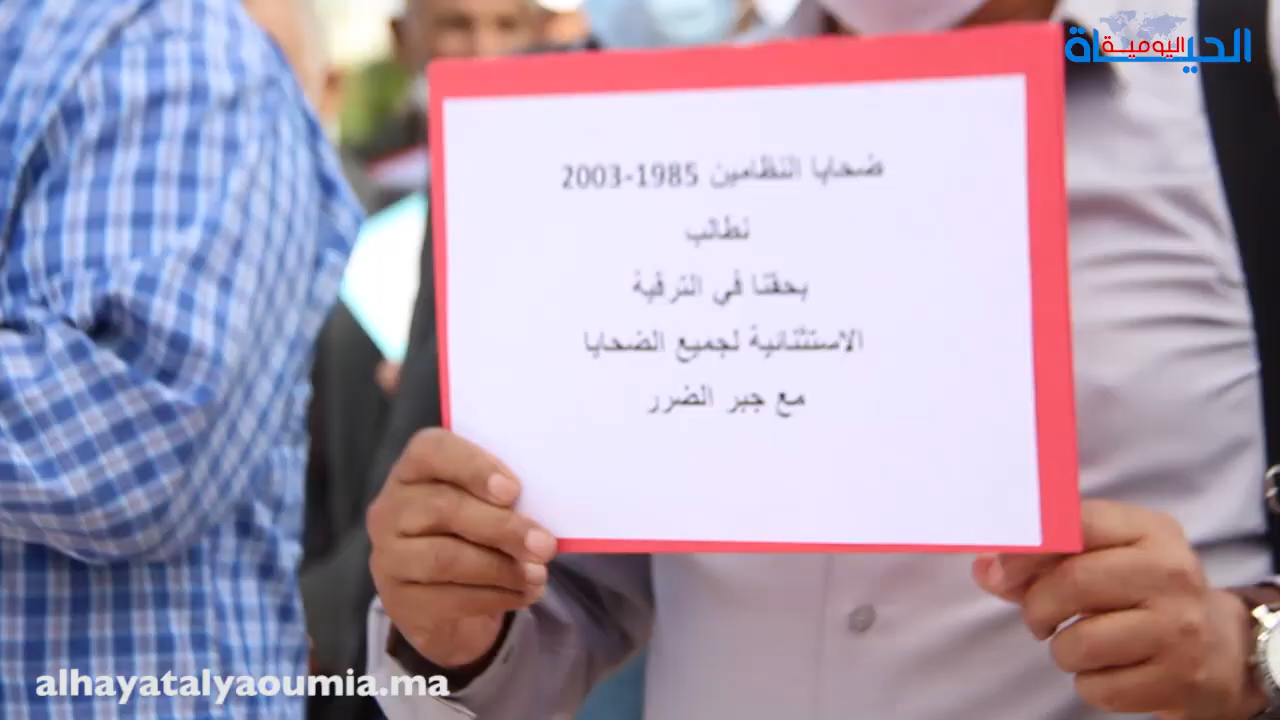 الحياة
اليومية
ضحايا النظامين 1985-2003
نطالب
بحقنا في الترقية
الاستثنائية لجميع الضحايا
مع جبر الضرر
alhayatalyaoumia.ma